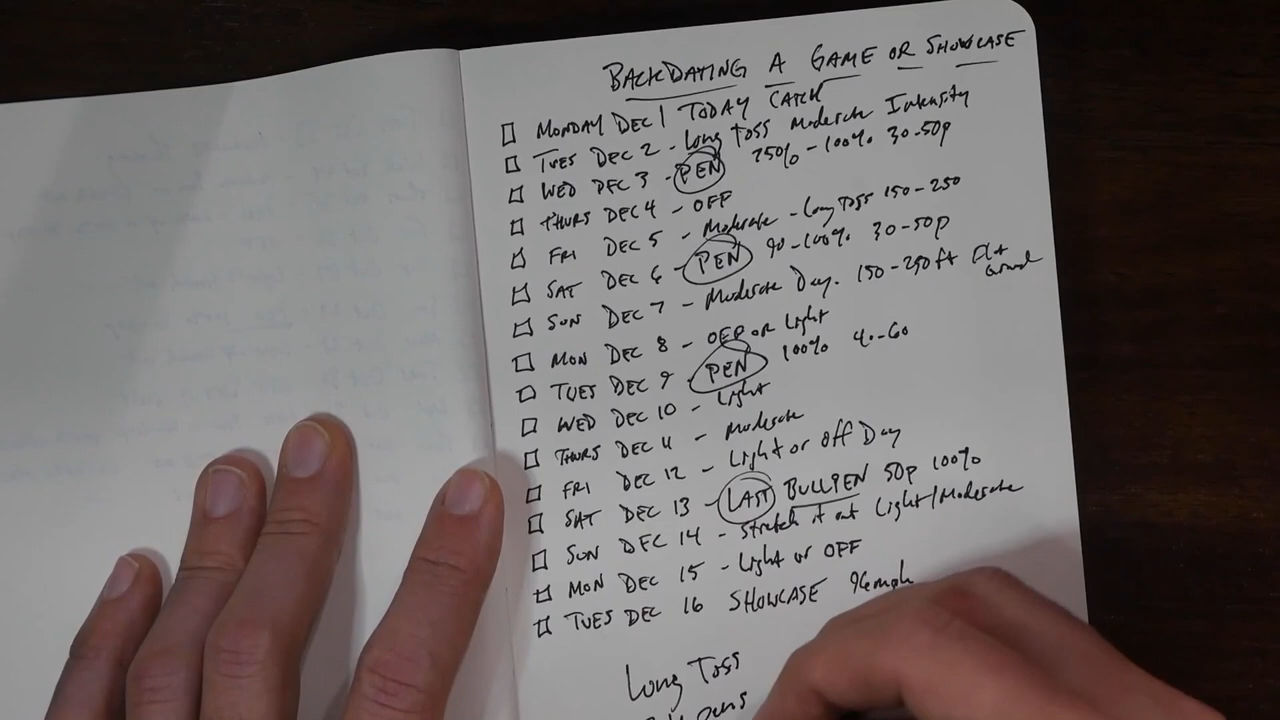 BACKDATING A GAME OR SHOWCASE
MONDAY DEC 1 TODAY CATCH
TUES DEC 2 - Long Toss Moderate Intensity
WED DEC 3 - PEN 75% - 100% 30-50p
THURS DEC 4 - OFF
FRI DEC 5 - Moderate - Long Toss 150-250
SAT DEC 6 - PEN 90-100% 30-50p
SUN DEC 7 - Moderate Day. 150-250ft Flat Ground
MON DEC 8 - OFF or Light
TUES DEC 9 - PEN 100% 40-60
WED DEC 10 - Light
THURS DEC 11 - Moderate
FRI DEC 12 - Light or off Day
SAT DEC 13 - LAST BULLPEN 50p 100%
SUN DEC 14 - Stretch it out Light/Moderate
MON DEC 15 - Light or OFF
TUES DEC 16 SHOWCASE 96mph
Long Toss